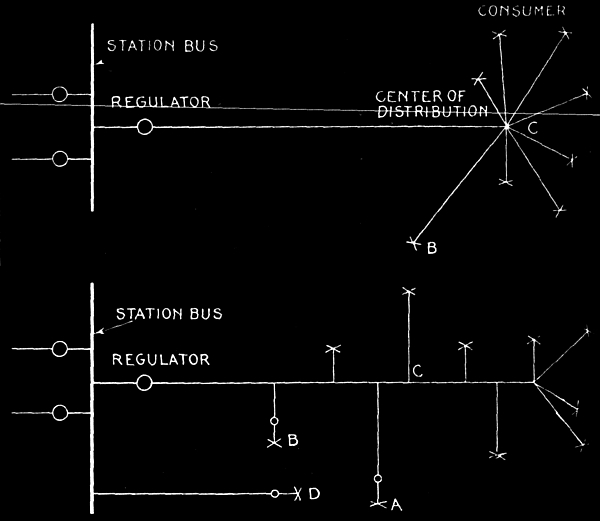 CONSUMER
STATION BUS
REGULATOR
CENTER OF
DISTRIBUTION
C
B
STATION BUS
REGULATOR
C
B
D
A